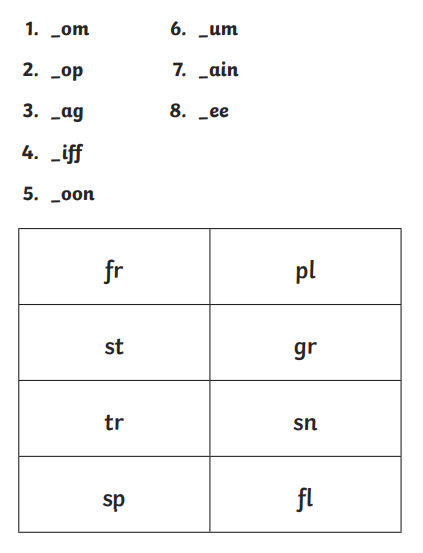 1. _om
2. _op
3. _ag
4. _iff
5. _oon
6. _um
7. _ain
8. _ee
fr pl
st gr
tr sn
sp fl